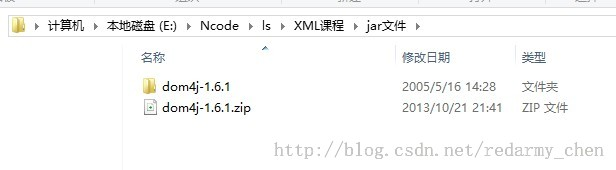 计算机 本地磁盘 (E:) Ncode ls XML课程 jar文件
名称 修改日期 类型
dom4j-1.6.1 2005/5/16 14:28 文件夹
dom4j-1.6.1.zip 2013/10/21 21:41 ZIP 文件
http://blog.csdn.net/redarmy_chen